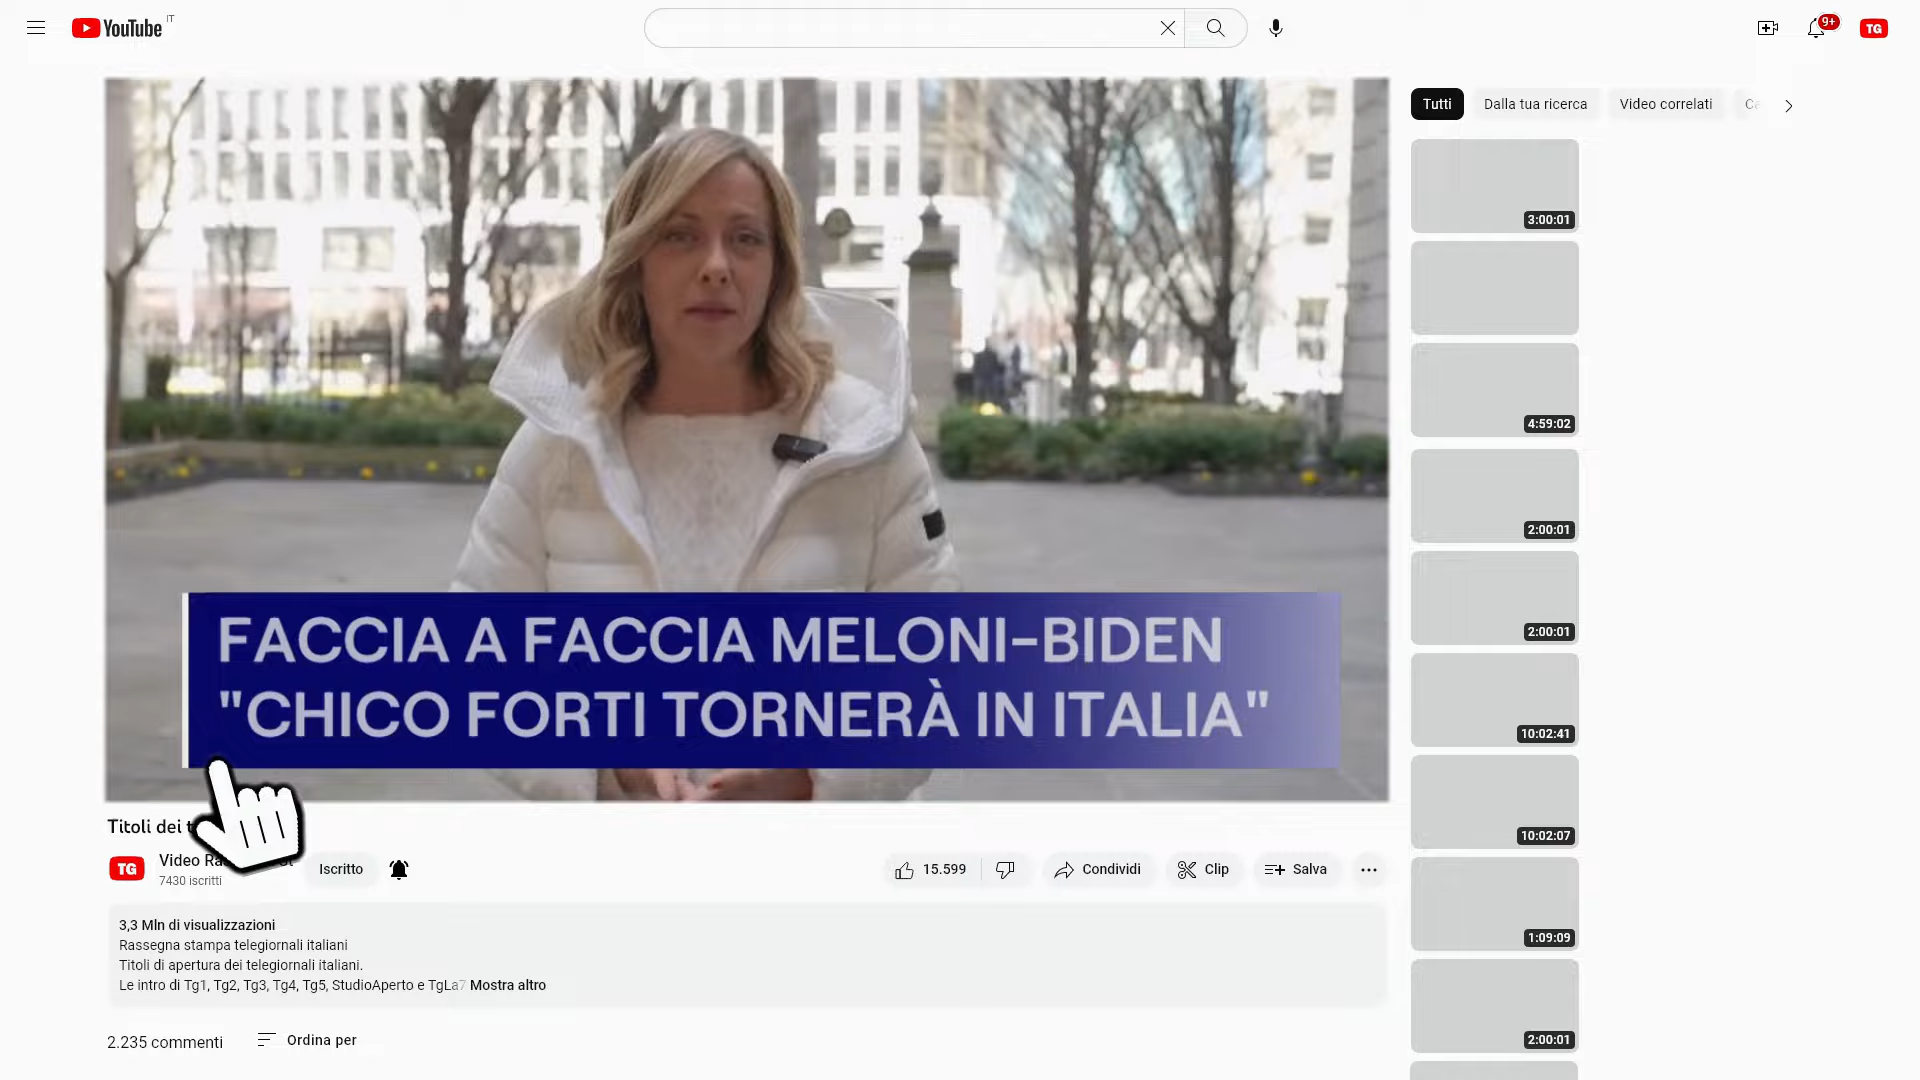 YouTube IT
9+
TG
Tutti
Dalla tua ricerca
Video correlati
3:00:01
4:59:02
2:00:01
2:00:01
10:02:41
10:02:07
1:09:09
2:00:01
FACCIA A FACCIA MELONI-BIDEN
"CHICO FORTI TORNERÀ IN ITALIA"
Titoli dei
TG
Video
7430 iscritti
Iscritto
15.599
Condividi
Clip
Salva
3,3 Mln di visualizzazioni
Rassegna stampa telegiornali italiani
Titoli di apertura dei telegiornali italiani.
Le intro di Tg1, Tg2, Tg3, Tg4, Tg5, StudioAperto e TgLa7 Mostra altro
2.235 commenti
Ordina per